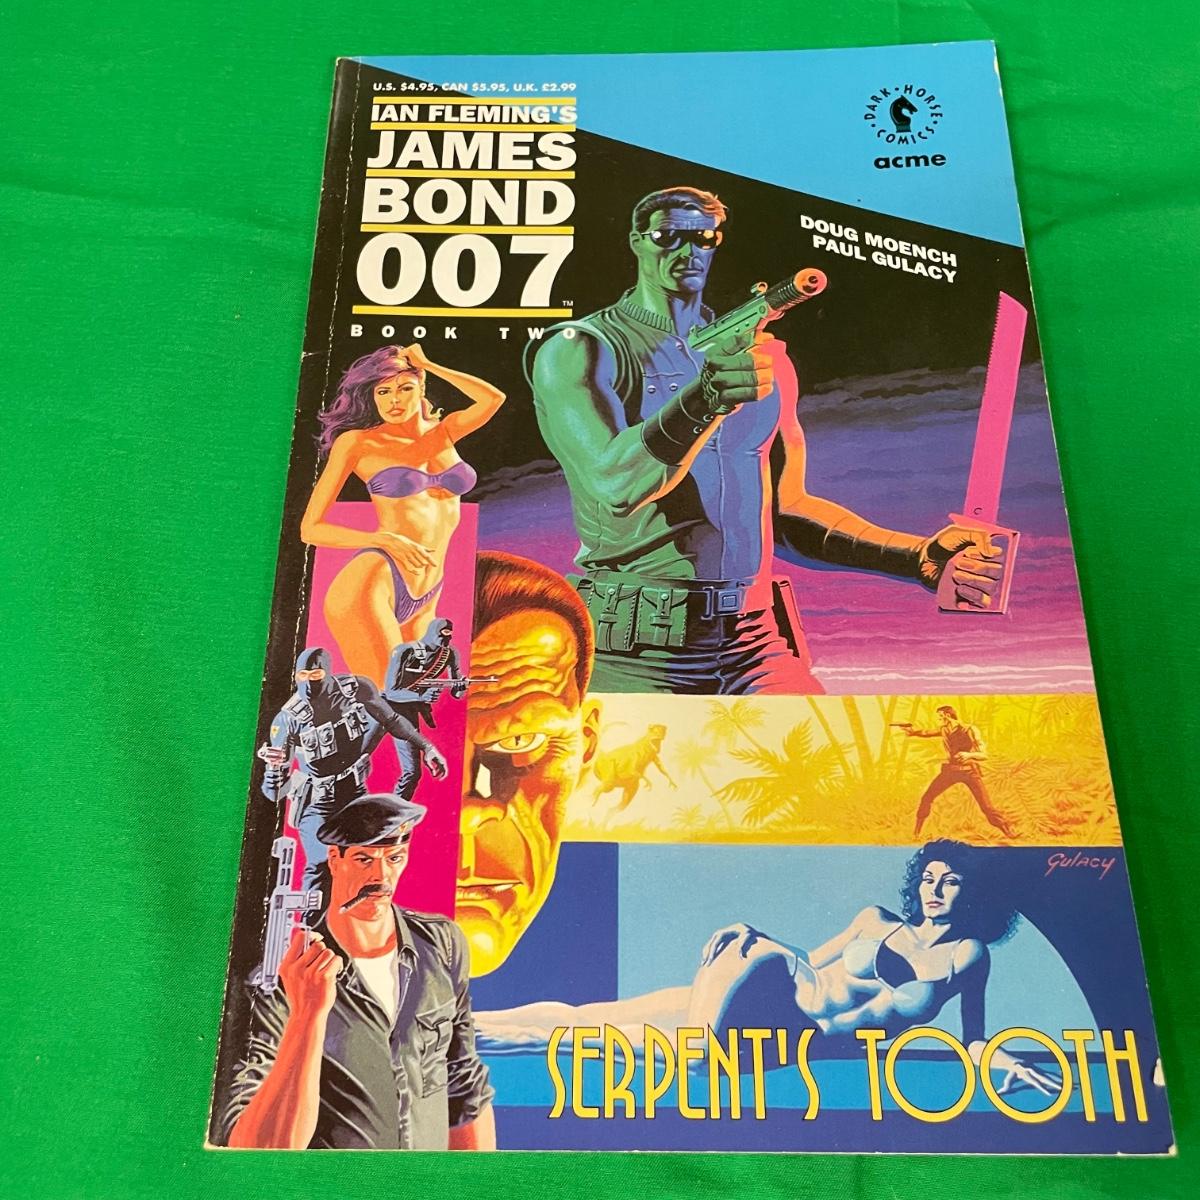 U.S. $4.95, CAN $5.95, U.K. £2.99
IAN FLEMING'S
JAMES
BOND
007™
BOOK TWO
DARK • HORSE
• COMICS •
acme
DOUG MOENCH
PAUL GULACY
GULACY
SERPENT'S TOOTH